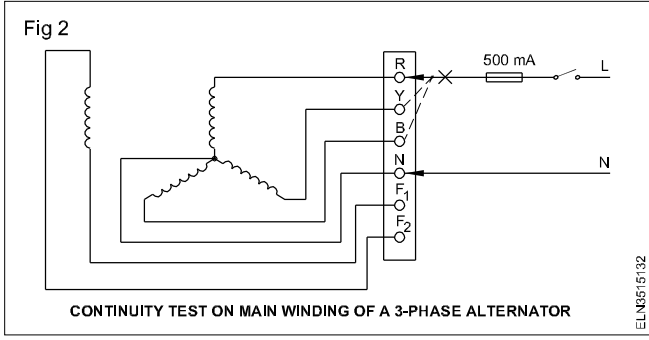 Fig 2
R
500 mA
L
Y
B
N
N
F1
F2
CONTINUITY TEST ON MAIN WINDING OF A 3-PHASE ALTERNATOR
ELN3515132